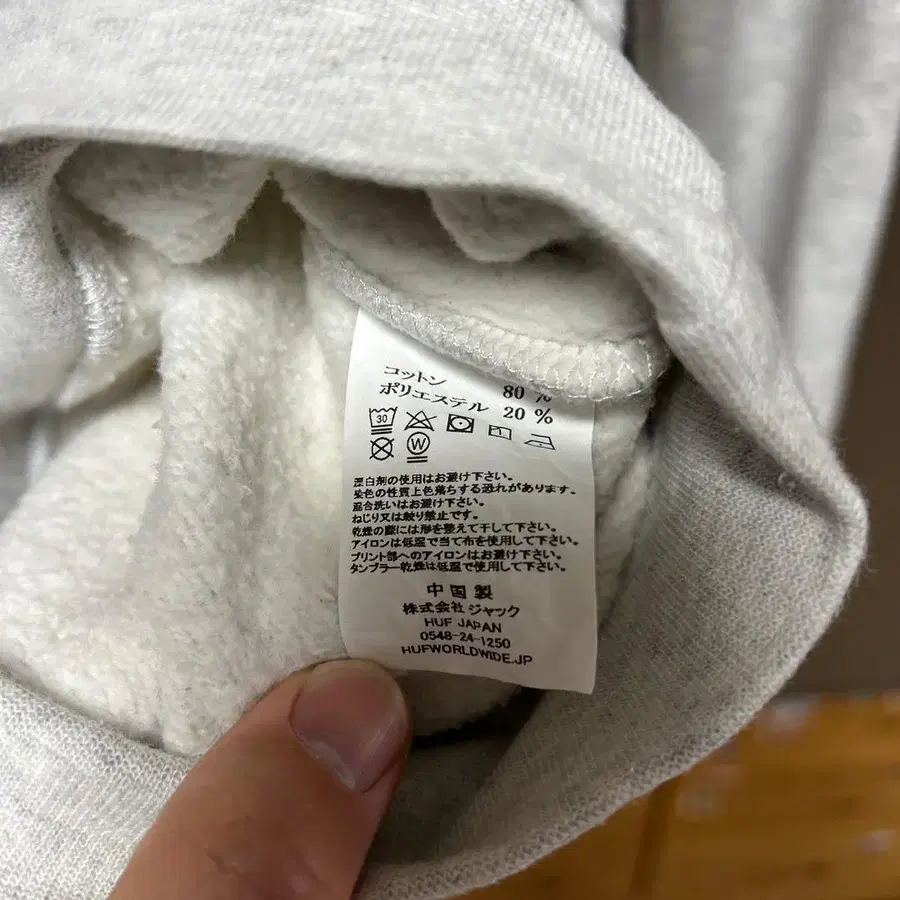 コットン 80 %
ポリエステル 20 %
30
W
漂白剤の使用はお避け下さい。
染色の性質上色落ちする恐れがあります。
混合洗いはお避け下さい。
ねじり又は絞り禁止です。
乾燥の際には形を整えて干して下さい。
アイロンは低温で当て布を使用して下さい。
プリント部へのアイロンはお避け下さい。
タンブラー乾燥は低温で使用して下さい。
中国製
株式会社ジャック
HUF JAPAN
0548-24-1250
HUFWORLDWIDE.JP